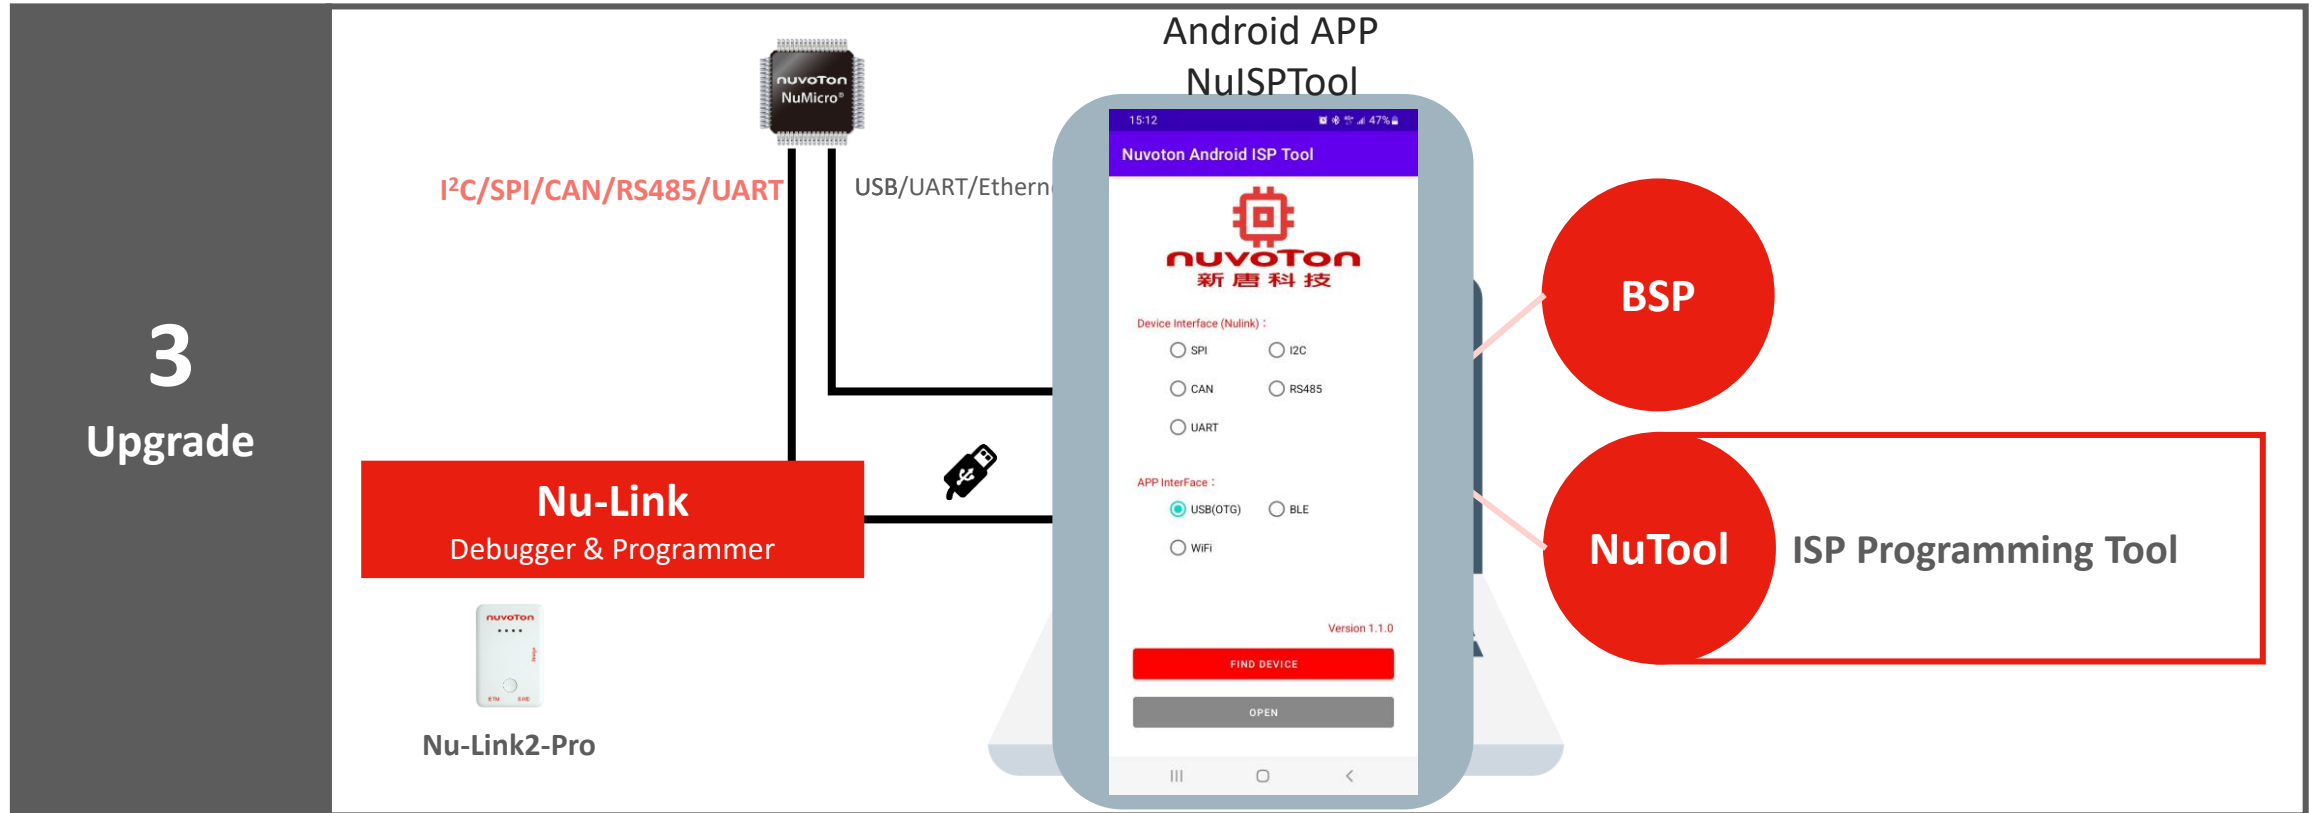 3
Upgrade
nuvoTon
NuMicro®
I²C/SPI/CAN/RS485/UART
USB/UART/Ethern
Nu-Link
Debugger & Programmer
nuvoTon
ETM
SWD
Nu-Link2-Pro
Android APP
NuISPTool
15:12
47%
Nuvoton Android ISP Tool
nuvoTon
新唐科技
Device Interface (Nulink) :
SPI
I2C
CAN
RS485
UART
APP InterFace :
USB(OTG)
BLE
WiFi
Version 1.1.0
FIND DEVICE
OPEN
BSP
NuTool
ISP Programming Tool